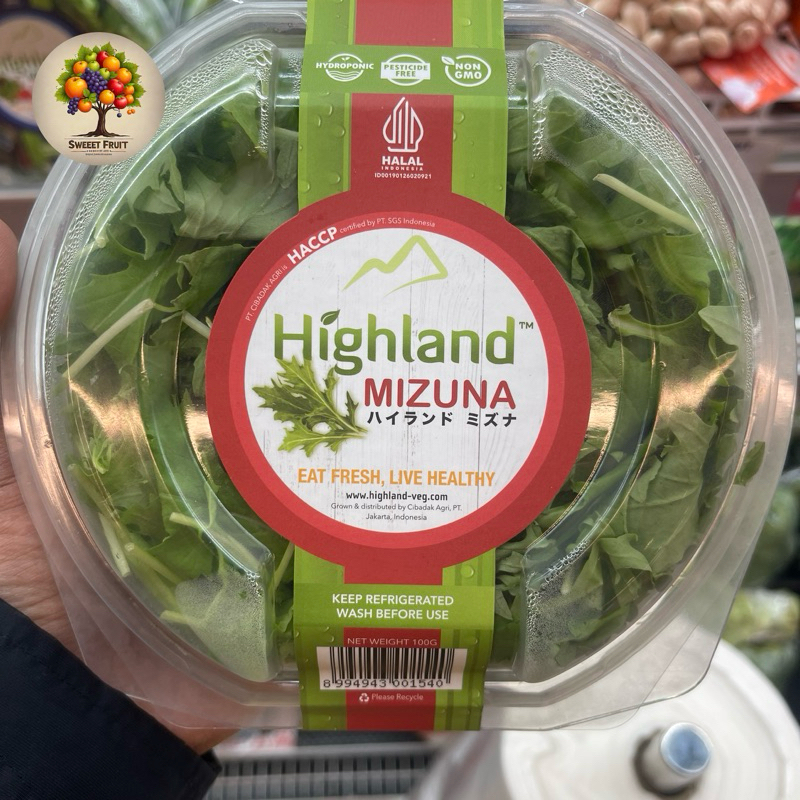 SWEEET FRUIT
HYDROPONIC
PESTICIDE
FREE
NON
GMO
HALAL
INDONESIA
ID00190126020921
PT. CIBADAK AGRI is HACCP certified by PT. SGS Indonesia
Highland™
MIZUNA
ハイランド ミズナ
EAT FRESH, LIVE HEALTHY
www.highland-veg.com
Grown & distributed by Cibadak Agri, PT.
Jakarta, Indonesia
KEEP REFRIGERATED
WASH BEFORE USE
NET WEIGHT 100G
8 994943 001540
Please Recycle